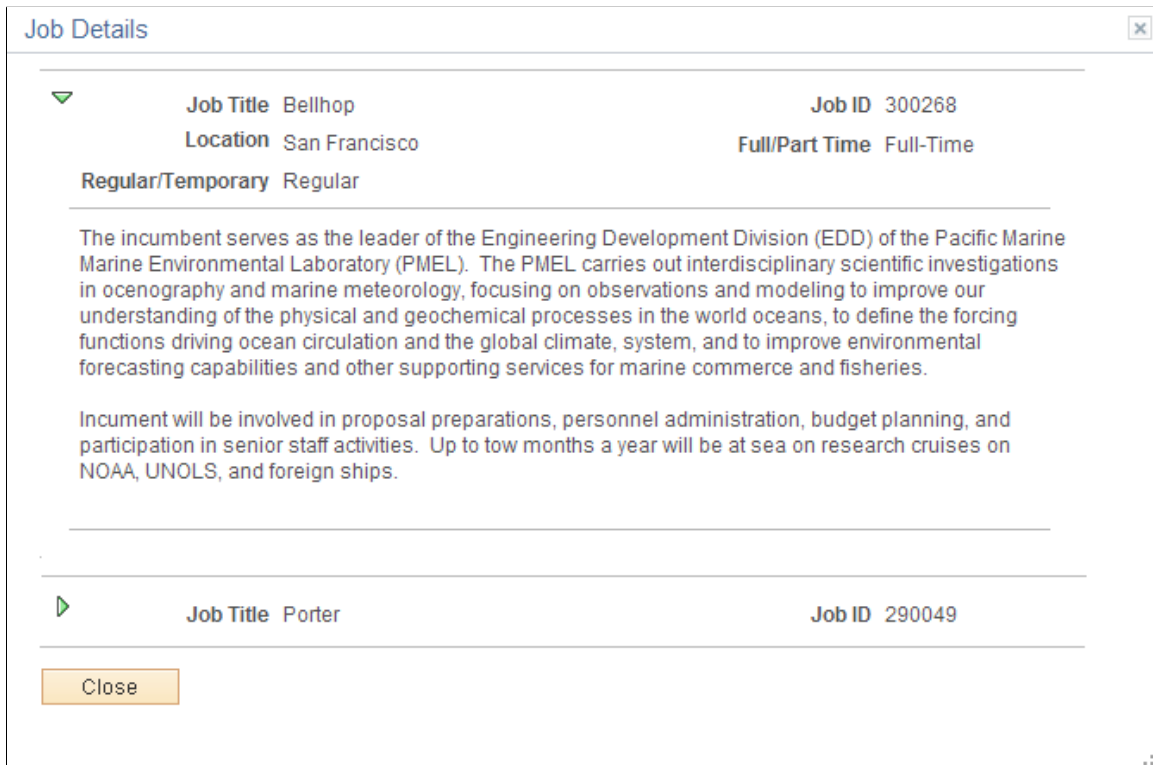 Job Details
Job Title Bellhop Job ID 300268
Location San Francisco Full/Part Time Full-Time
Regular/Temporary Regular
The incumbent serves as the leader of the Engineering Development Division (EDD) of the Pacific Marine
Marine Environmental Laboratory (PMEL).  The PMEL carries out interdisciplinary scientific investigations
in ocenography and marine meteorology, focusing on observations and modeling to improve our
understanding of the physical and geochemical processes in the world oceans, to define the forcing
functions driving ocean circulation and the global climate, system, and to improve environmental
forecasting capabilities and other supporting services for marine commerce and fisheries.
Incument will be involved in proposal preparations, personnel administration, budget planning, and
participation in senior staff activities.  Up to tow months a year will be at sea on research cruises on
NOAA, UNOLS, and foreign ships.
Job Title Porter Job ID 290049
Close